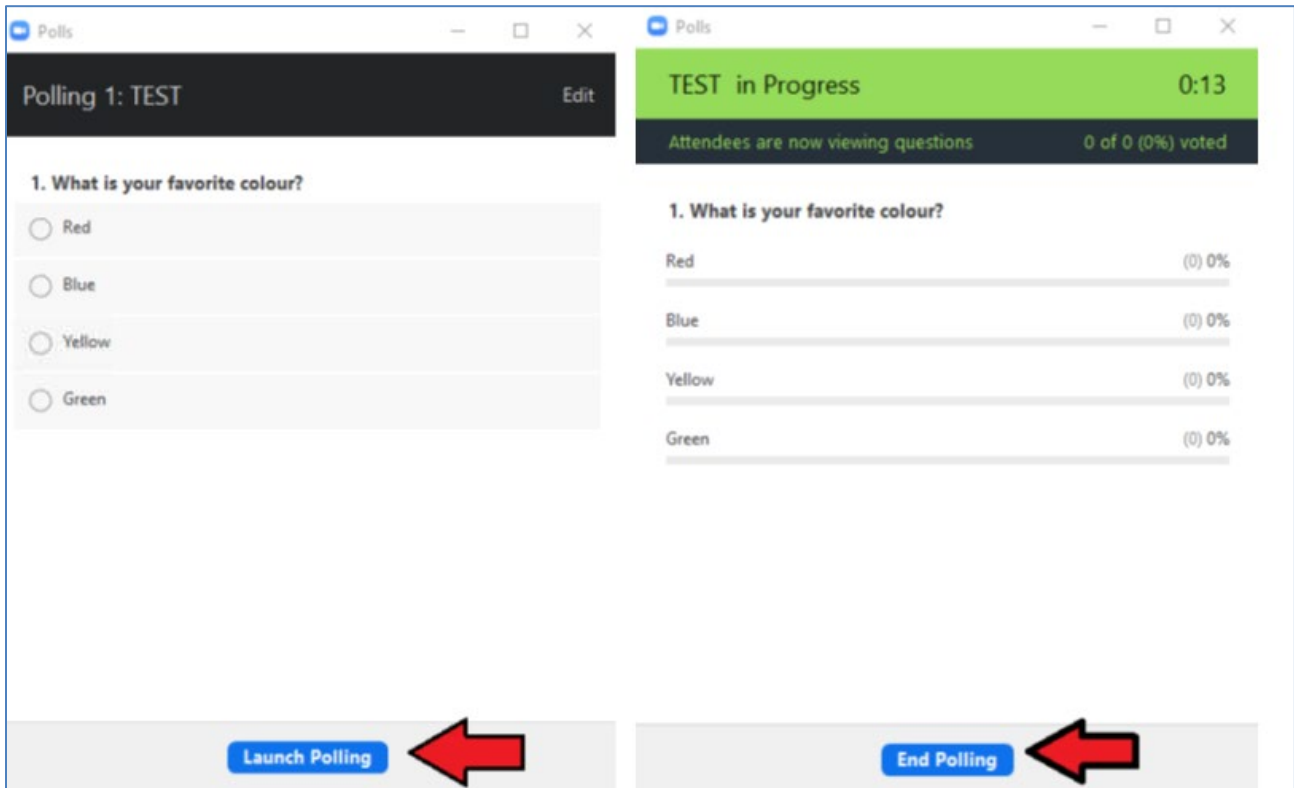 Polls
Polling 1: TEST Edit
1. What is your favorite colour?
Red
Blue
Yellow
Green
Launch Polling
Polls
TEST in Progress 0:13
Attendees are now viewing questions 0 of 0 (0%) voted
1. What is your favorite colour?
Red (0) 0%
Blue (0) 0%
Yellow (0) 0%
Green (0) 0%
End Polling